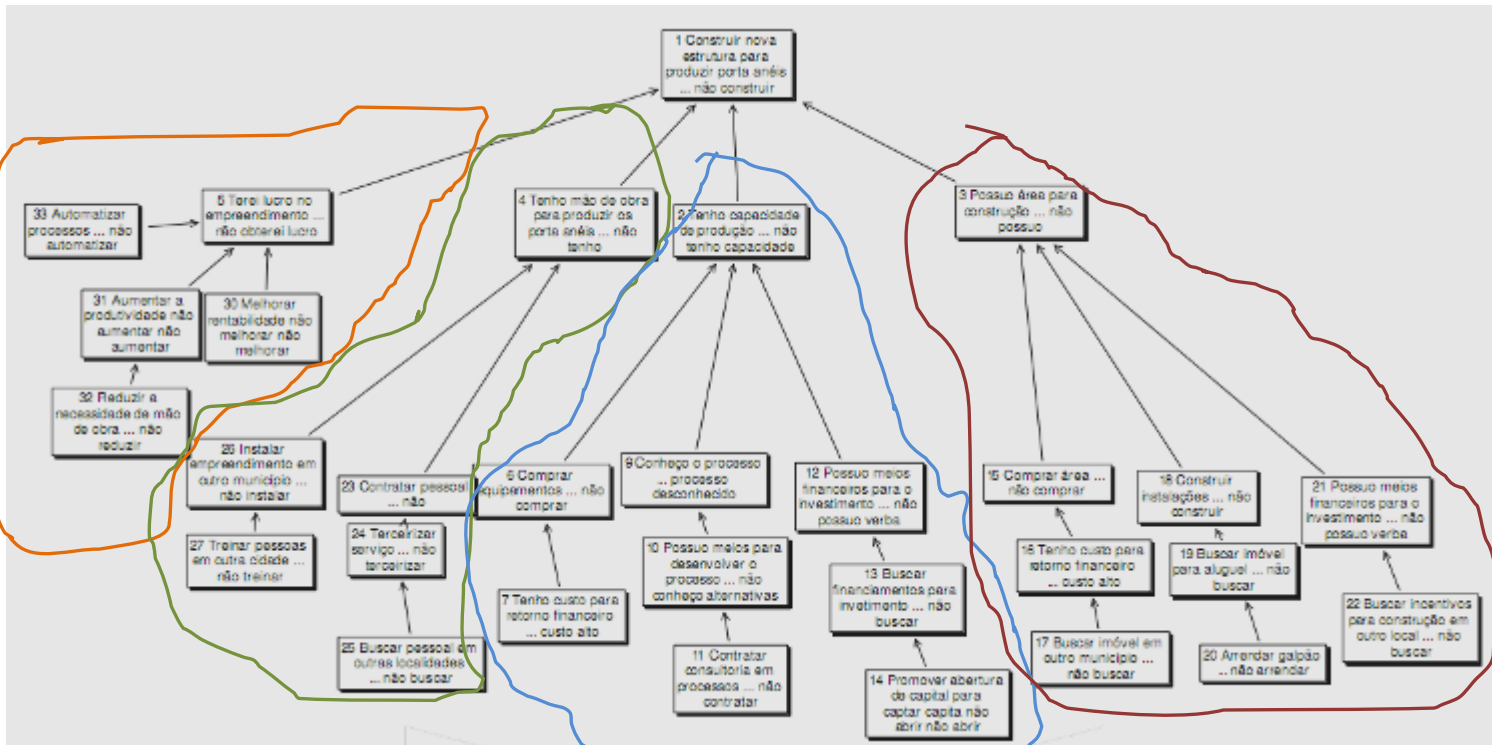 1 Construir nova
estrutura para
produzir porta anéis
... não construir
33 Automatizar
processos ... não
automatizar
5 Terei lucro no
empreendimento ...
não obterei lucro
4 Tenho mão de obra
para produzir os
porta anéis ... não
tenho
2 Tenho capacidade
de produção ... não
tenho capacidade
3 Possuo área para
construção ... não
possuo
31 Aumentar a
produtividade não
aumentar não
aumentar
30 Melhorar
rentabilidade não
melhorar não
melhorar
32 Reduzir a
necessidade de mão
de obra ... não
reduzir
26 Instalar
empreendimento em
outro município ...
não instalar
23 Contratar pessoal
... não
6 Comprar
equipamentos ... não
comprar
9 Conheço o processo
... processo
desconhecido
12 Possuo meios
financeiros para o
investimento ... não
possuo verba
15 Comprar área ...
não comprar
18 Construir
instalações ... não
construir
21 Possuo meios
financeiros para o
investimento ... não
possuo verba
27 Treinar pessoas
em outra cidade ...
não treinar
24 Terceirizar
serviço ... não
terceirizar
10 Possuo meios para
desenvolver o
processo ... não
conheço alternativas
13 Buscar
financiamentos para
invetimento ... não
buscar
16 Tenho custo para
retorno financeiro
... custo alto
19 Buscar imóvel
para aluguel ... não
buscar
7 Tenho custo para
retorno financeiro
... custo alto
22 Buscar incentivos
para construção em
outro local ... não
buscar
25 Buscar pessoal em
outras localidades
... não buscar
11 Contratar
consultoria em
processos ... não
contratar
17 Buscar imóvel em
outro município ...
não buscar
20 Arrendar galpão
... não arrendar
14 Promover abertura
de capital para
captar capita não
abrir não abrir